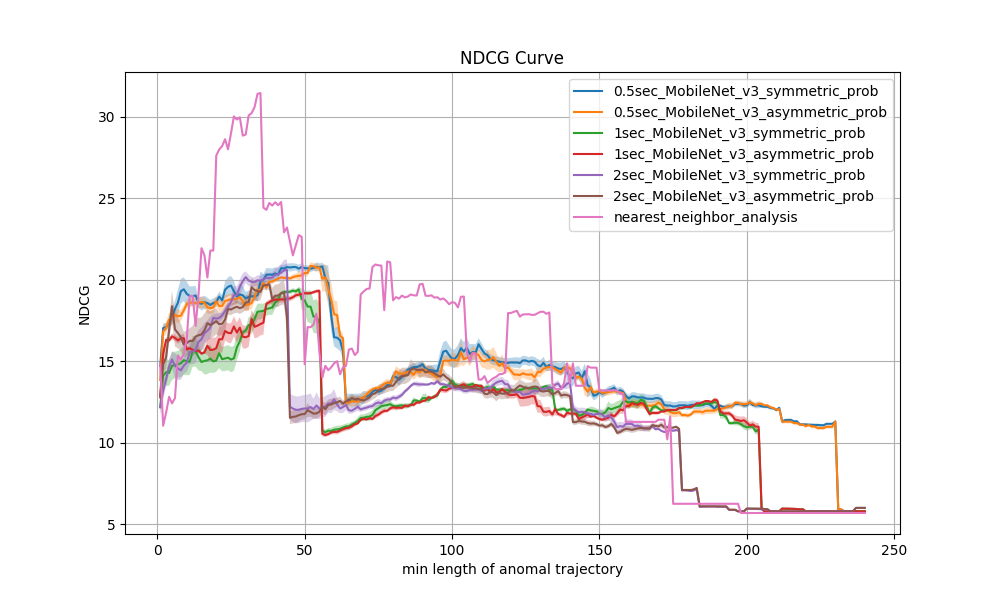 NDCG Curve
0.5sec_MobileNet_v3_symmetric_prob
0.5sec_MobileNet_v3_asymmetric_prob
1sec_MobileNet_v3_symmetric_prob
1sec_MobileNet_v3_asymmetric_prob
2sec_MobileNet_v3_symmetric_prob
2sec_MobileNet_v3_asymmetric_prob
nearest_neighbor_analysis
NDCG
30
25
20
15
10
5
0 50 100 150 200 250
min length of anomal trajectory